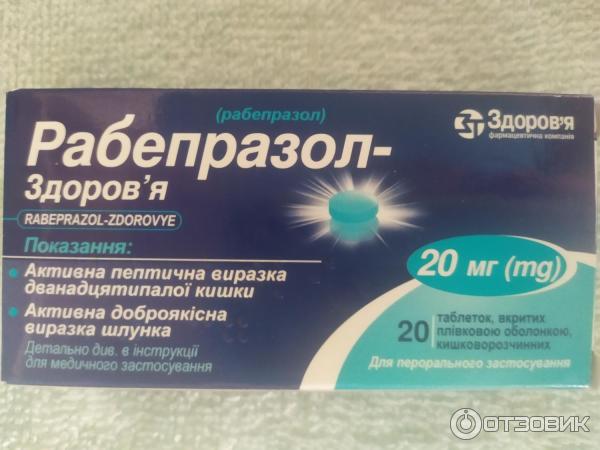 (рабепразол)
Рабепразол-
Здоров'я
RABEPRAZOL-ZDOROVYE
Здоров'я
фармацевтична компанія
Показання:
• Активна пептична виразка
дванадцятипалої кишки
• Активна доброякісна
виразка шлунка
Детально див. в інструкції
для медичного застосування
20 мг (mg)
20 таблеток, вкритих
плівковою оболонкою,
кишковорозчинних
Для перорального застосування
ОТЗОВИК